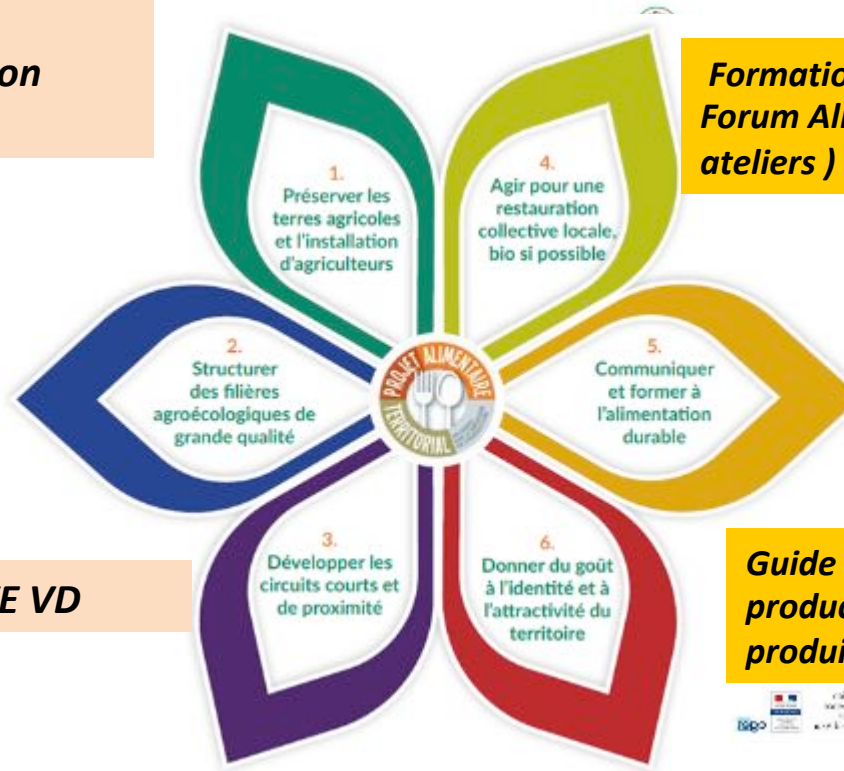 on
Formatio
Forum Ali
ateliers )
1.
Préserver les
terres agricoles
et l'installation
d'agriculteurs
4.
Agir pour une
restauration
collective locale,
bio si possible
2.
Structurer
des filières
agroécologiques de
grande qualité
PROJET ALIMENTAIRE
TERRITORIAL
5.
Communiquer
et former à
l'alimentation
durable
3.
Développer les
circuits courts et
de proximité
6.
Donner du goût
à l'identité et à
l'attractivité du
territoire
E VD
Guide
produc
produi